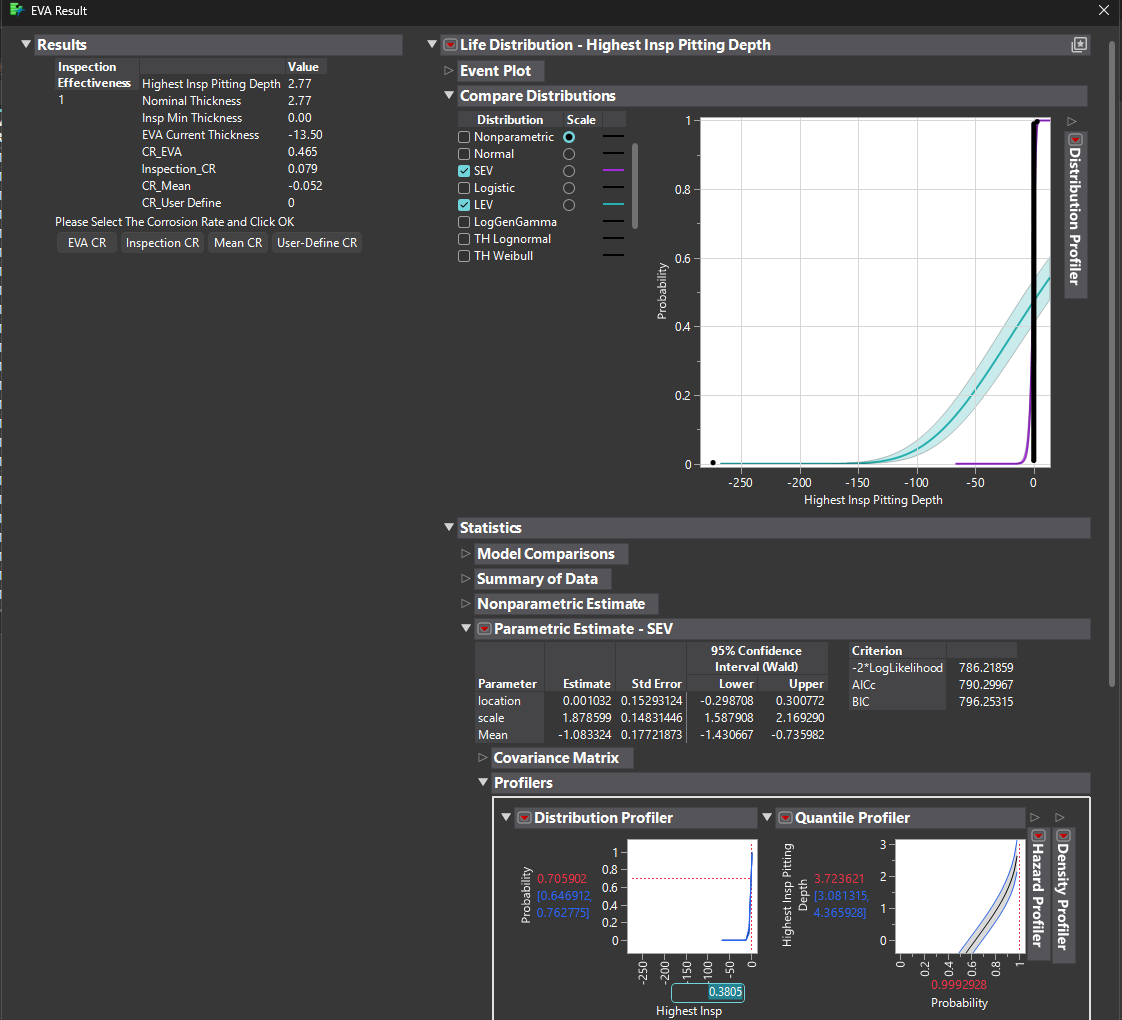 EVA Result
Results
Inspection Effectiveness Value
1 Highest Insp Pitting Depth 2.77
Nominal Thickness 2.77
Insp Min Thickness 0.00
EVA Current Thickness -13.50
CR_EVA 0.465
Inspection_CR 0.079
CR_Mean -0.052
CR_User Define 0
Please Select The Corrosion Rate and Click OK
EVA CR Inspection CR Mean CR User-Define CR
Life Distribution - Highest Insp Pitting Depth
Event Plot
Compare Distributions
Distribution Scale
Nonparametric
Normal
SEV
Logistic
LEV
LogGenGamma
TH Lognormal
TH Weibull
Probability
1
0.8
0.6
0.4
0.2
0
-250 -200 -150 -100 -50 0
Highest Insp Pitting Depth
Distribution Profiler
Statistics
Model Comparisons
Summary of Data
Nonparametric Estimate
Parametric Estimate - SEV
95% Confidence
Interval (Wald)
Parameter Estimate Std Error Lower Upper
location 0.001032 0.15293124 -0.298708 0.300772
scale 1.878599 0.14831446 1.587908 2.169290
Mean -1.083324 0.17721873 -1.430667 -0.735982
Criterion
-2*LogLikelihood 786.21859
AICc 790.29967
BIC 796.25315
Covariance Matrix
Profilers
Distribution Profiler
Probability
0.705902
[0.646912,
0.762775]
1
0.8
0.6
0.4
0.2
0
-250 -200 -150 -100 -50 0
0.3805
Highest Insp
Quantile Profiler
Highest Insp Pitting
Depth
3.723621
[3.081315,
4.365928]
3
2
1
0
0 0.2 0.4 0.6 0.8 1
0.9992928
Probability
Hazard Profiler
Density Profiler